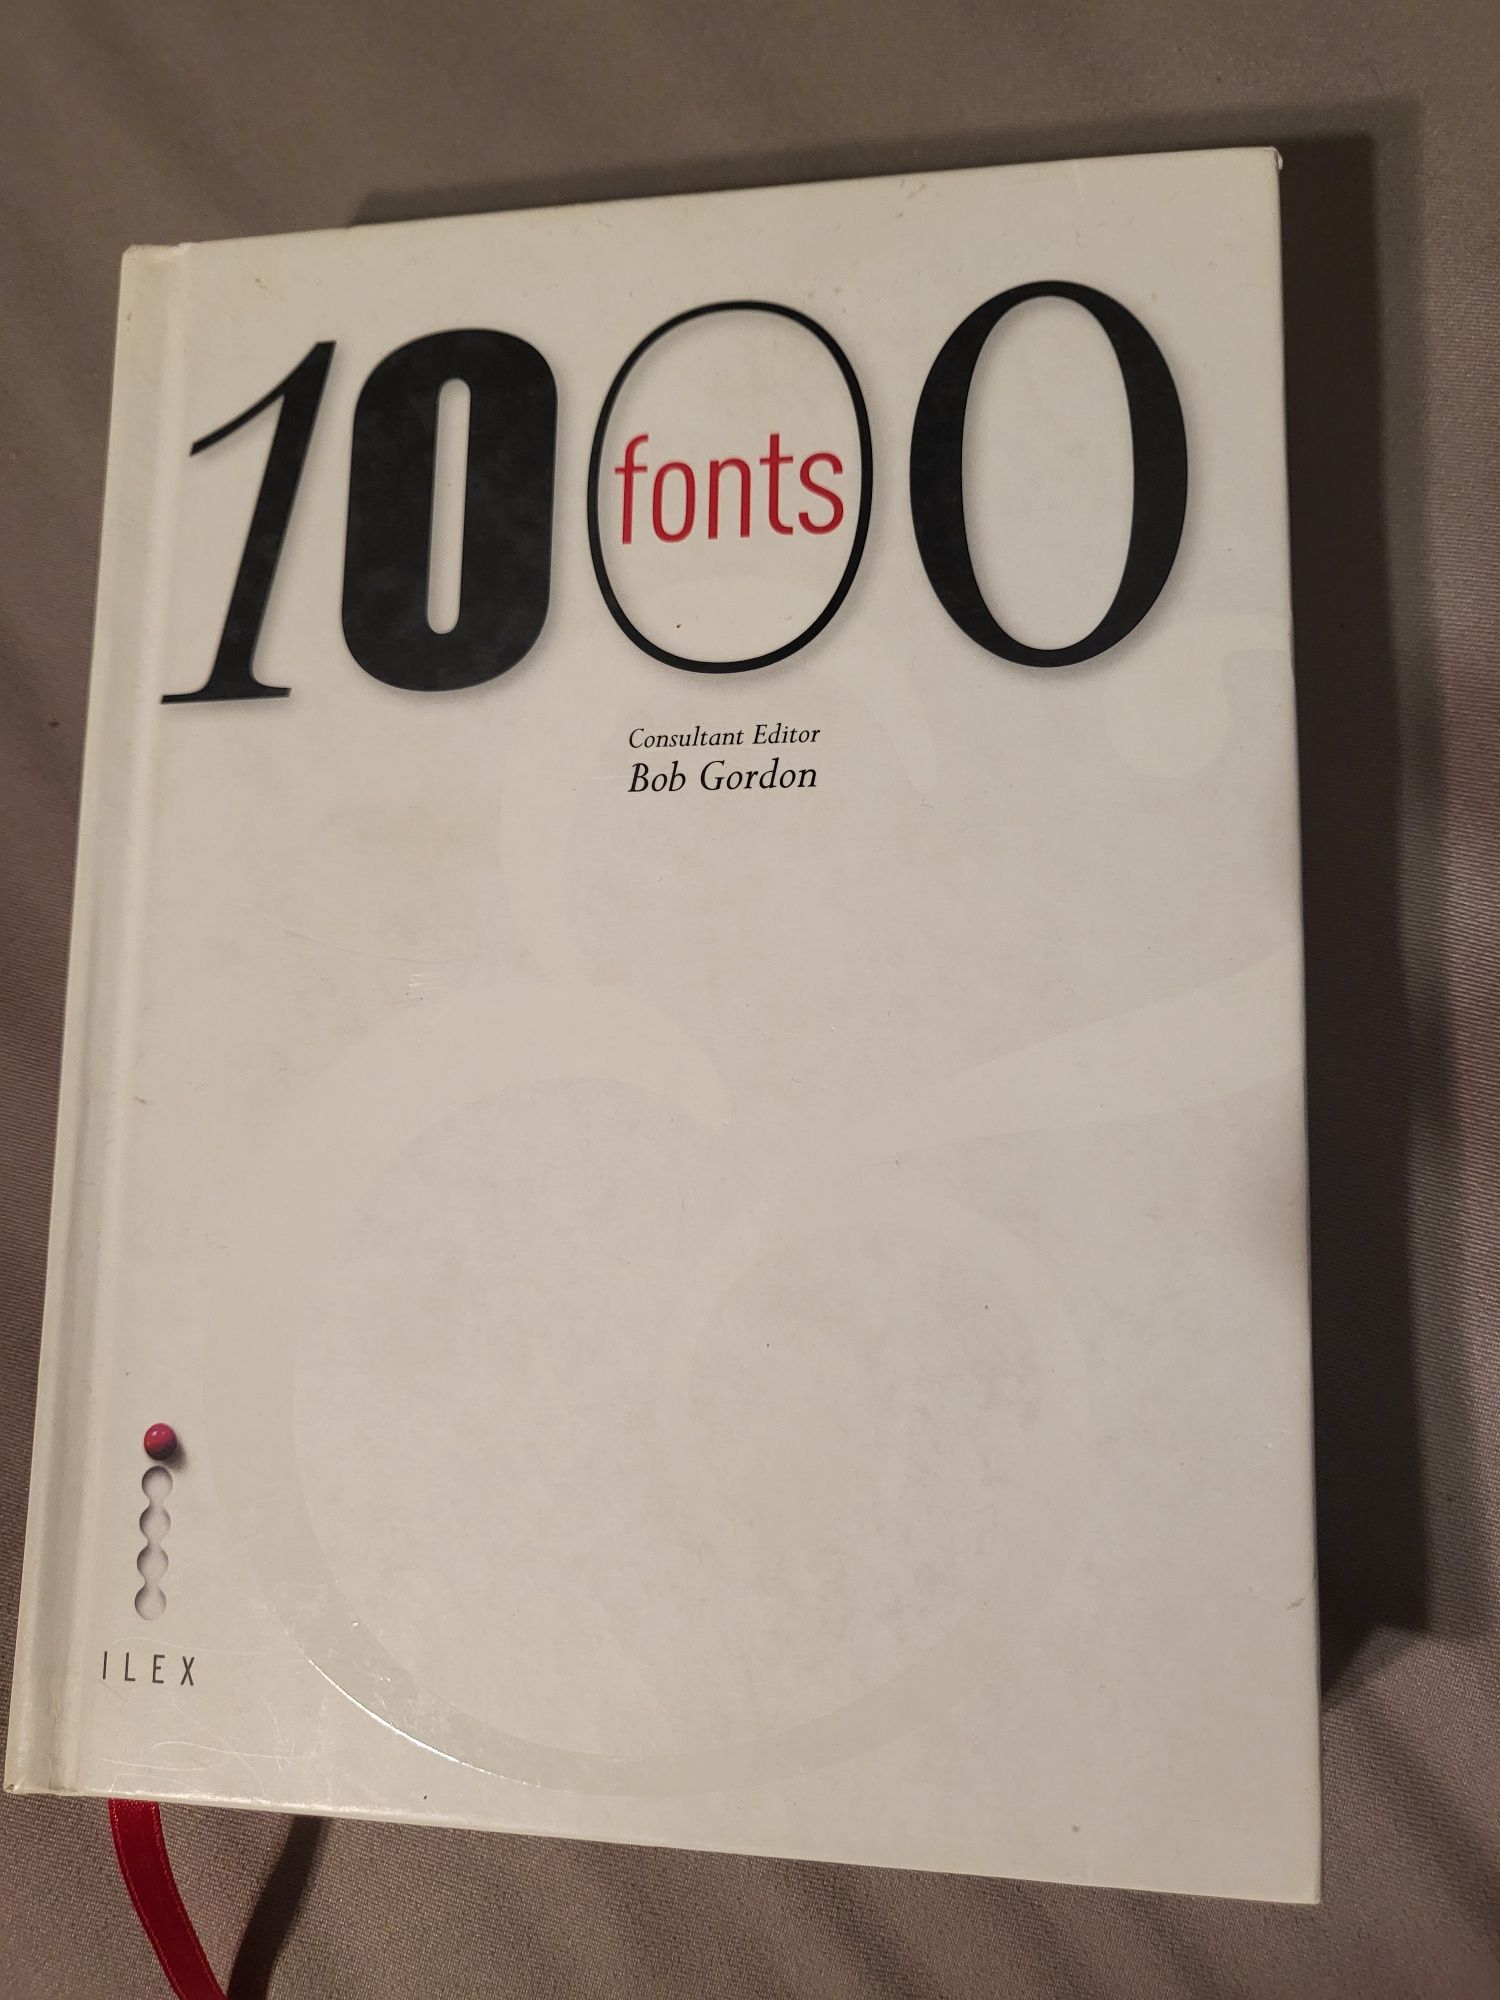 1000
fonts
Consultant Editor
Bob Gordon
ILEX